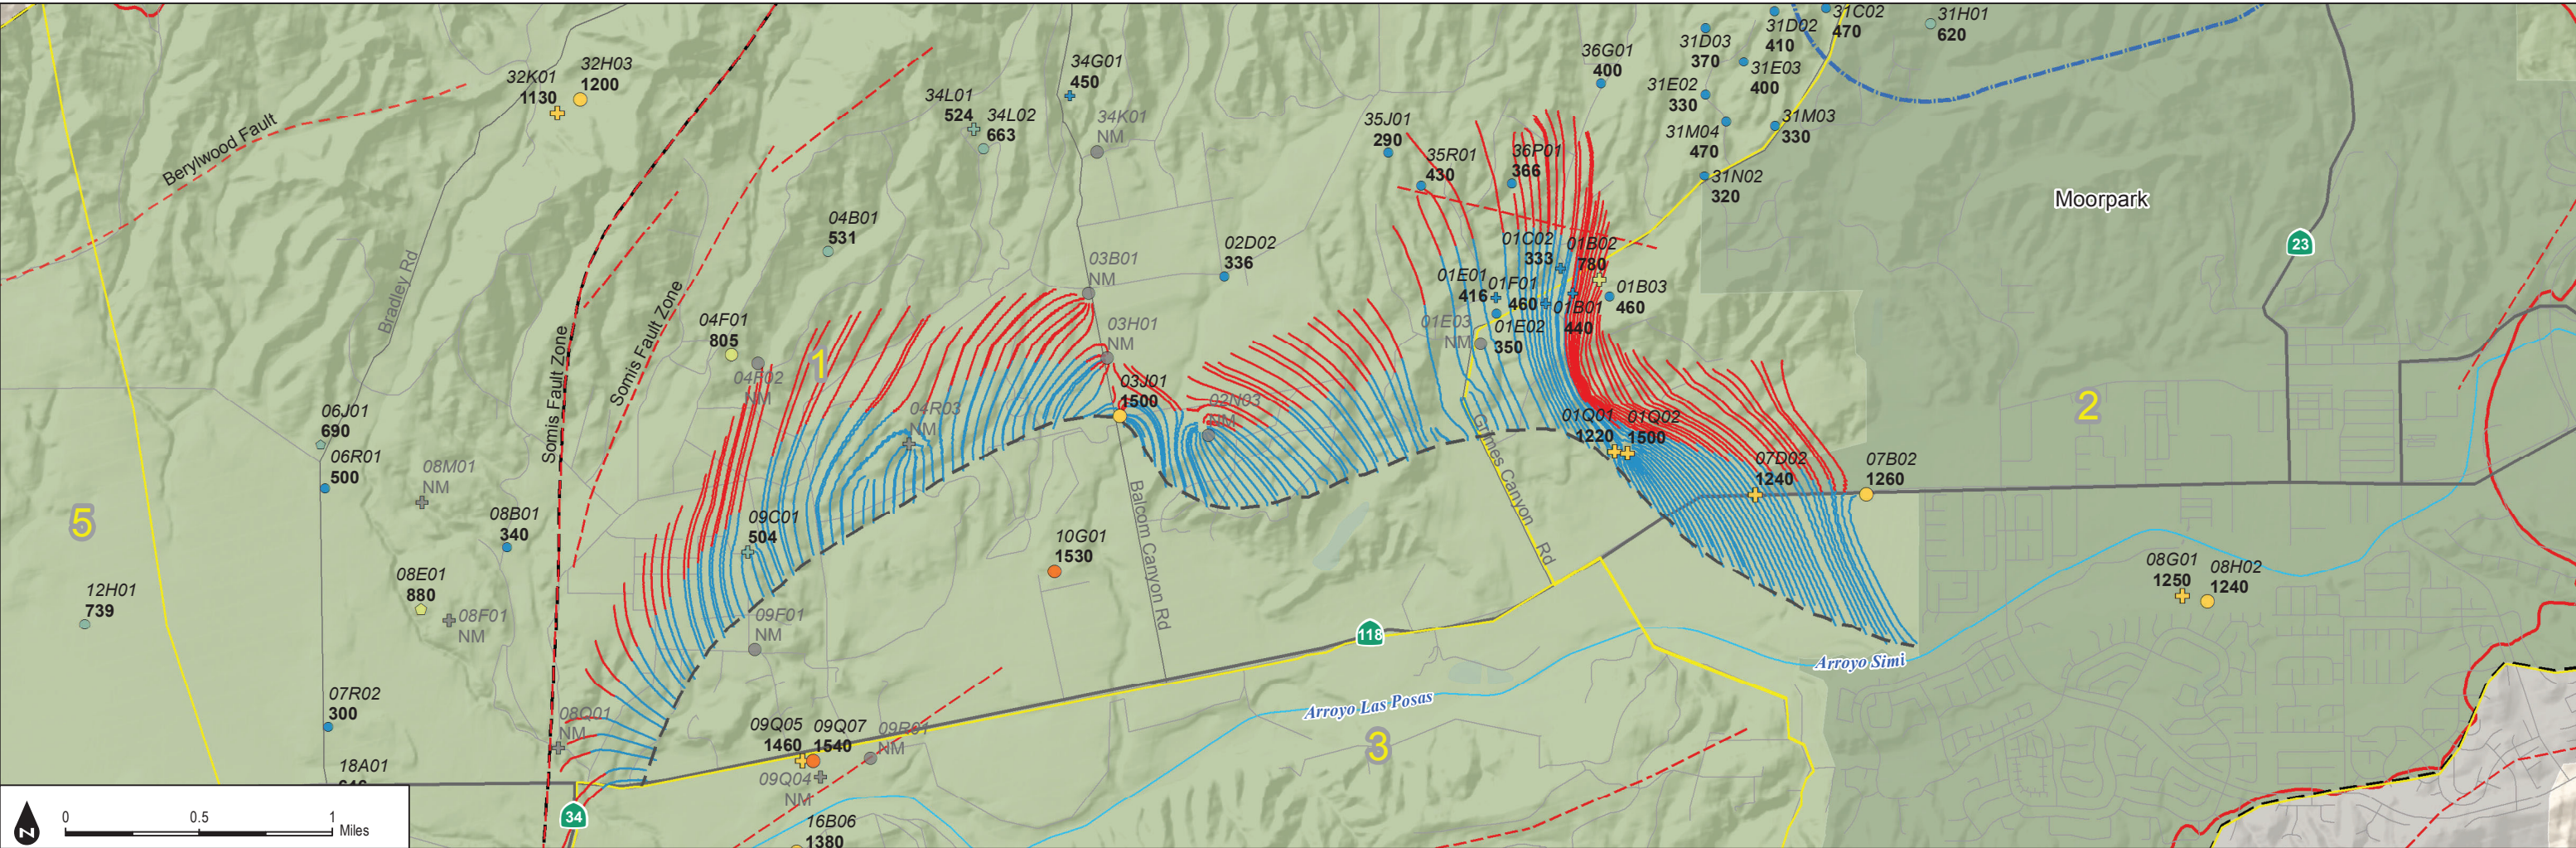 31C02
470
31H01
620
31D02
410
31D03
370
36G01
400
31E03
400
31E02
330
31M03
330
31M04
470
31N02
320
32K01
1130
32H03
1200
34G01
450
34L01
524
34L02
663
34K01
NM
35J01
290
35R01
430
36P01
366
Berylwood Fault
Moorpark
23
04B01
531
02D02
336
03B01
NM
01C02
333
01B02
780
01E01
416
01F01
460
01B03
460
01B01
440
01E03
NM
01E02
350
Bradley Rd
Somis Fault Zone
Somis Fault Zone
04F01
805
04F02
NM
1
03H01
NM
03J01
1500
02N03
NM
04R03
NM
01Q01
1220
01Q02
1500
2
06J01
690
06R01
500
08M01
NM
07D02
1240
07B02
1260
5
08B01
340
09C01
504
10G01
1530
Balcom Canyon Rd
Grimes Canyon Rd
12H01
739
08E01
880
08F01
NM
09F01
NM
118
08G01
1250
08H02
1240
Arroyo Simi
Arroyo Las Posas
3
07R02
300
08Q01
NM
09Q05
1460
09Q07
1540
09R01
NM
09Q04
NM
18A01
34
16B06
1380
N
0
0.5
1
Miles